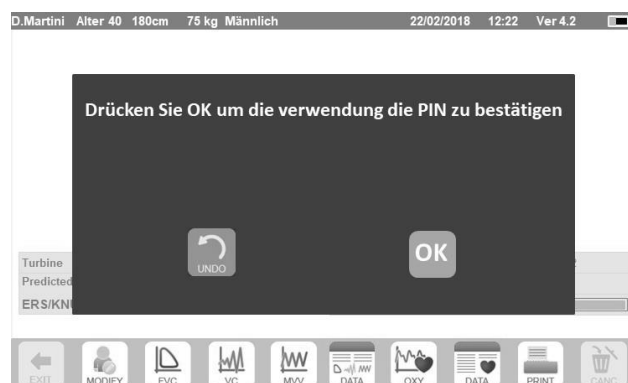 D.Martini Alter 40 180cm 75 kg Männlich 22/02/2018 12:22 Ver 4.2
Drücken Sie OK um die verwendung die PIN zu bestätigen
UNDO
OK
Turbine
Predicted
ERS/KNU
EXIT MODIFY FVC VC MVV DATA OXY DATA PRINT CANC